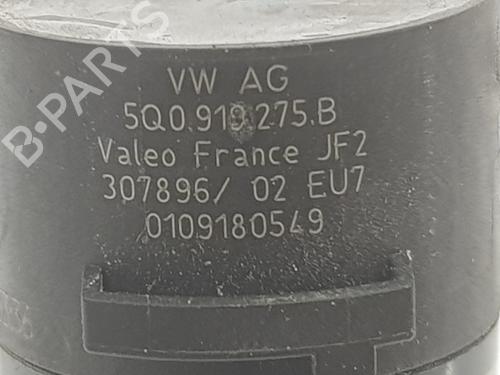 B-PARTS
VW AG
5Q0.919.275.B
Valeo France JF2
307896/ 02 EU7
0109180549